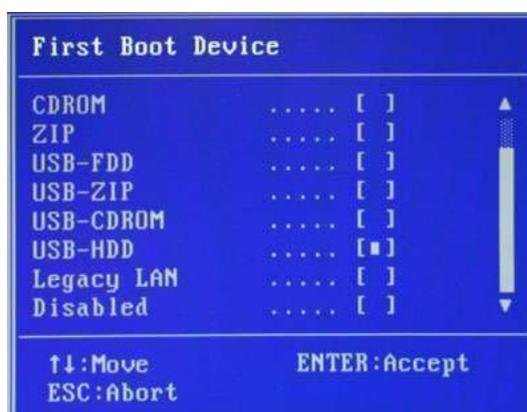 First Boot Device
CDROM ..... [ ]
ZIP ..... [ ]
USB-FDD ..... [ ]
USB-ZIP ..... [ ]
USB-CDROM ..... [ ]
USB-HDD ..... [■]
Legacy LAN ..... [ ]
Disabled ..... [ ]
↑↓:Move ENTER:Accept
ESC:Abort